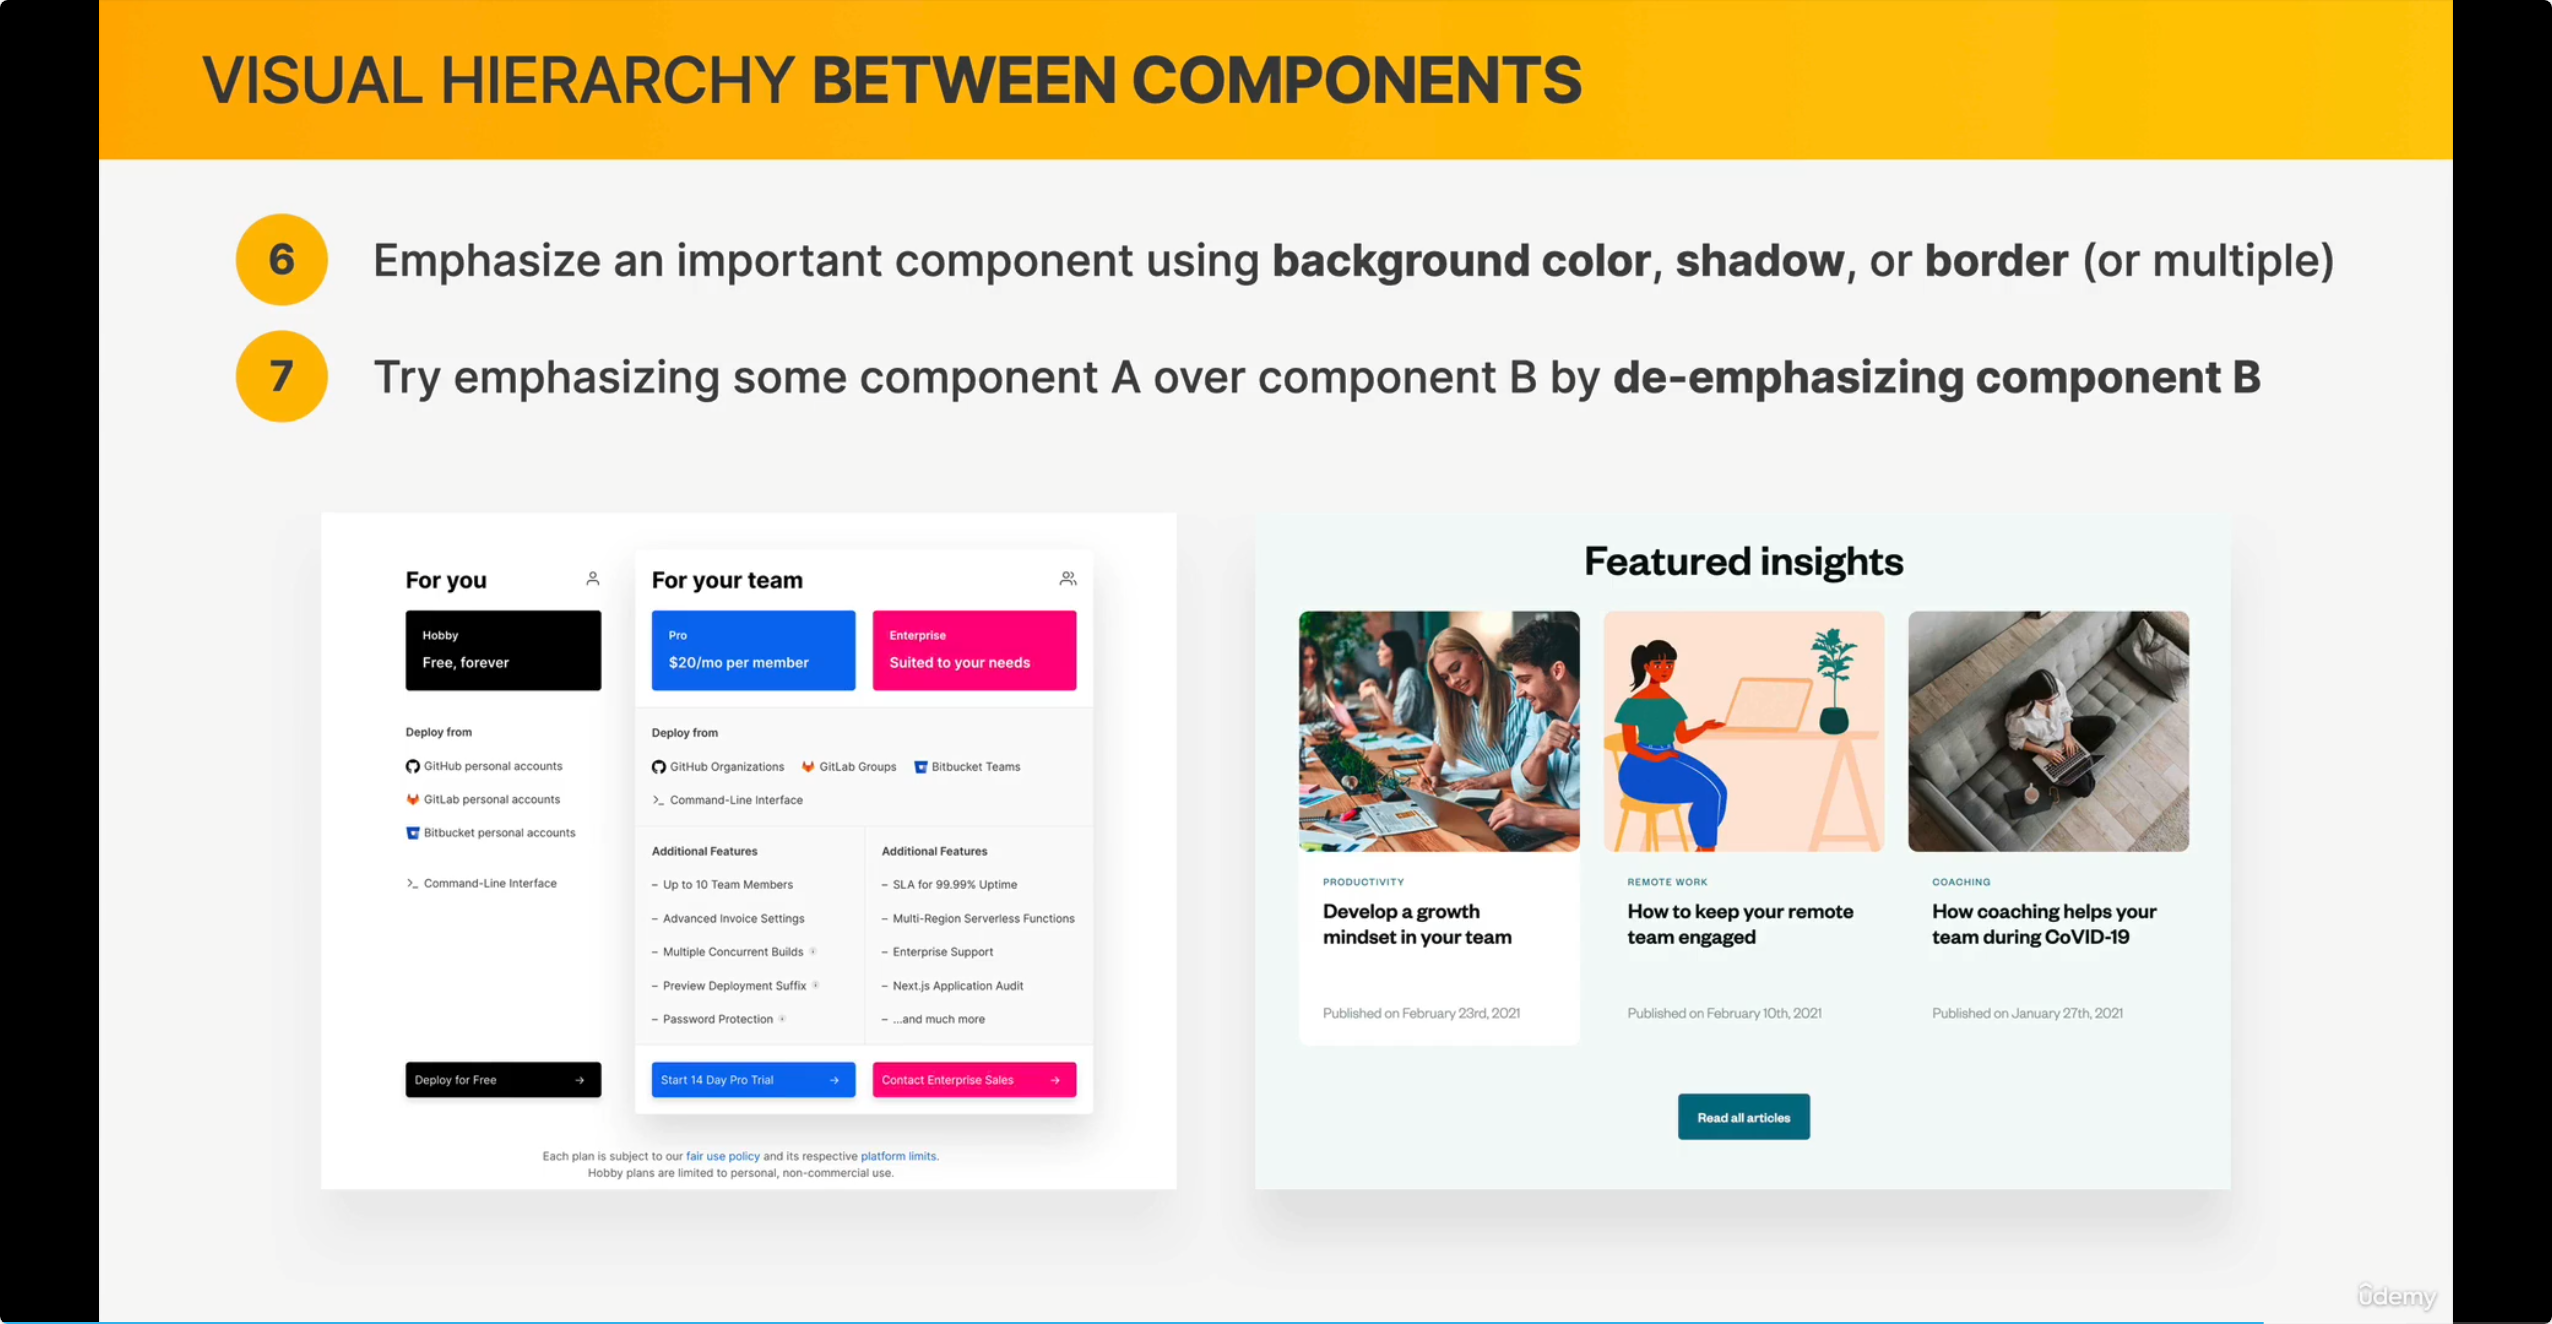 VISUAL HIERARCHY BETWEEN COMPONENTS
6
Emphasize an important component using background color, shadow, or border (or multiple)
7
Try emphasizing some component A over component B by de-emphasizing component B
For you
Hobby
Free, forever
Deploy from
GitHub personal accounts
GitLab personal accounts
Bitbucket personal accounts
>_ Command-Line Interface
Deploy for Free →
For your team
Pro
$20/mo per member
Enterprise
Suited to your needs
Deploy from
GitHub Organizations GitLab Groups Bitbucket Teams
>_ Command-Line Interface
Additional Features
– Up to 10 Team Members
– Advanced Invoice Settings
– Multiple Concurrent Builds
– Preview Deployment Suffix
– Password Protection
Start 14 Day Pro Trial →
Additional Features
– SLA for 99.99% Uptime
– Multi-Region Serverless Functions
– Enterprise Support
– Next.js Application Audit
– ...and much more
Contact Enterprise Sales →
Each plan is subject to our fair use policy and its respective platform limits.
Hobby plans are limited to personal, non-commercial use.
Featured insights
PRODUCTIVITY
Develop a growth
mindset in your team
Published on February 23rd, 2021
REMOTE WORK
How to keep your remote
team engaged
Published on February 10th, 2021
COACHING
How coaching helps your
team during CoVID-19
Published on January 27th, 2021
Read all articles
ûdemy